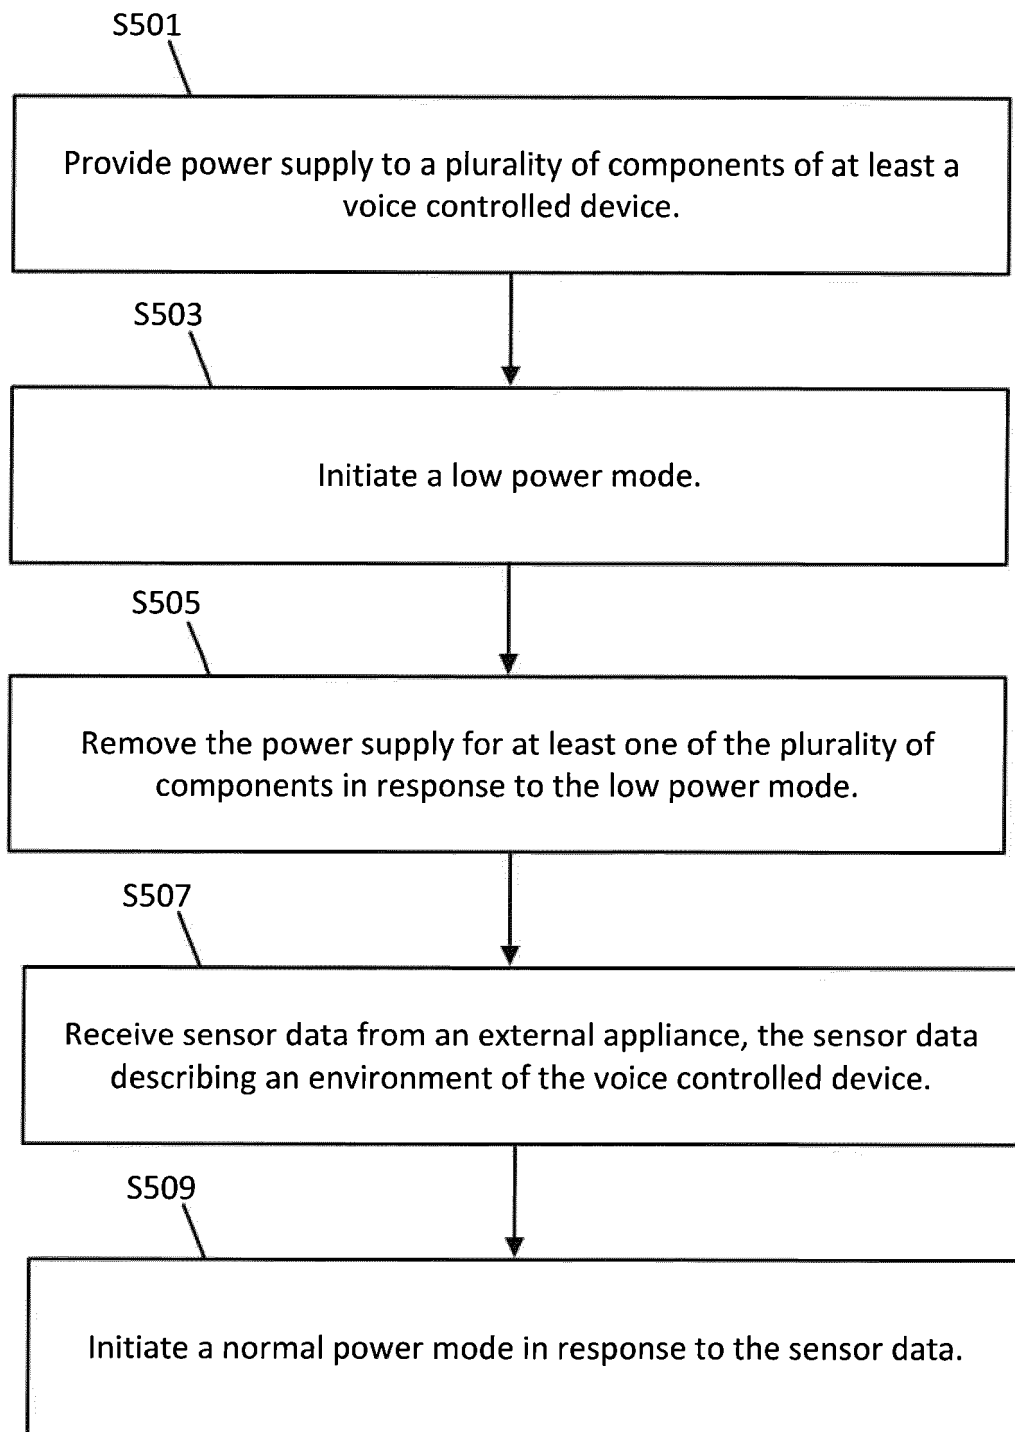 S501
Provide power supply to a plurality of components of at least a
voice controlled device.
S503
Initiate a low power mode.
S505
Remove the power supply for at least one of the plurality of
components in response to the low power mode.
S507
Receive sensor data from an external appliance, the sensor data
describing an environment of the voice controlled device.
S509
Initiate a normal power mode in response to the sensor data.